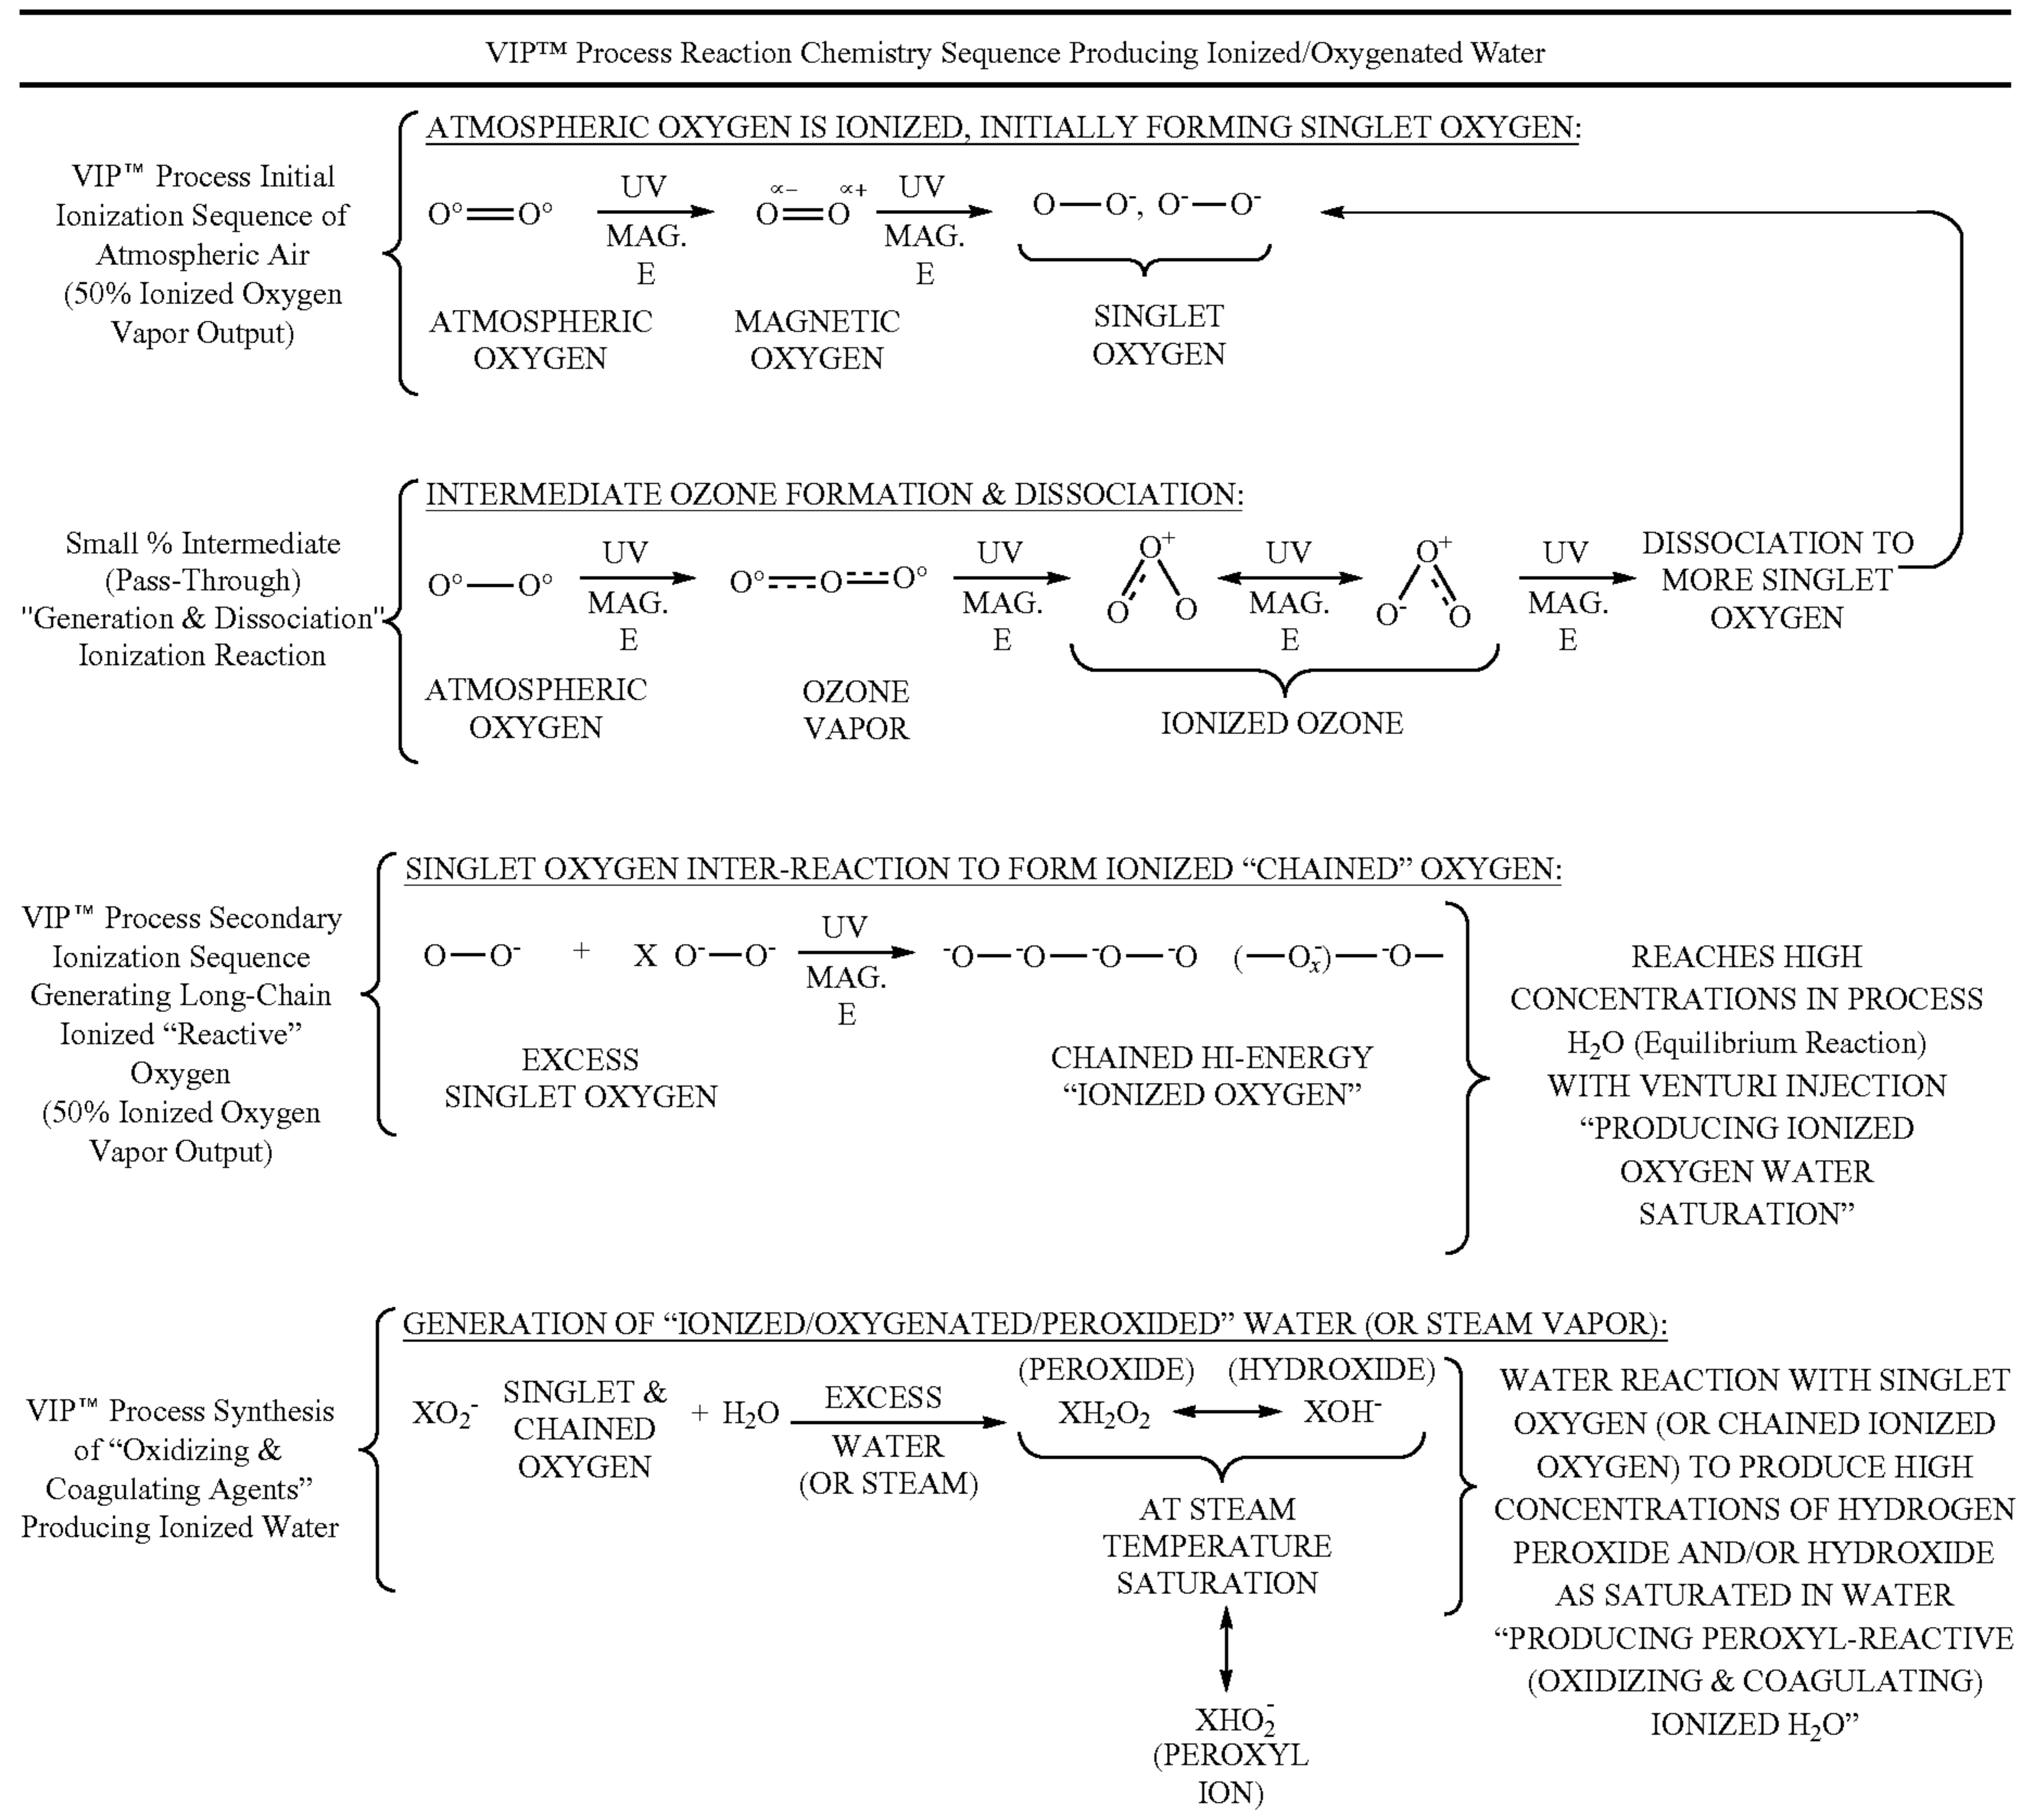 VIP™ Process Reaction Chemistry Sequence Producing Ionized/Oxygenated Water
VIP™ Process Initial
Ionization Sequence of
Atmospheric Air
(50% Ionized Oxygen
Vapor Output)
ATMOSPHERIC OXYGEN IS IONIZED, INITIALLY FORMING SINGLET OXYGEN:
O°═O° UV MAG. E O∝−═O∝+ UV MAG. E O—O⁻, O⁻—O⁻
ATMOSPHERIC
OXYGEN
MAGNETIC
OXYGEN
SINGLET
OXYGEN
Small % Intermediate
(Pass-Through)
"Generation & Dissociation"
Ionization Reaction
INTERMEDIATE OZONE FORMATION & DISSOCIATION:
O°—O° UV MAG. E O°═O═O° UV MAG. E O⁺ O O UV MAG. E O⁺ O⁻ O UV MAG. E
DISSOCIATION TO
MORE SINGLET
OXYGEN
ATMOSPHERIC
OXYGEN
OZONE
VAPOR
IONIZED OZONE
VIP™ Process Secondary
Ionization Sequence
Generating Long-Chain
Ionized “Reactive”
Oxygen
(50% Ionized Oxygen
Vapor Output)
SINGLET OXYGEN INTER-REACTION TO FORM IONIZED “CHAINED” OXYGEN:
O—O⁻ + X O⁻—O⁻ UV MAG. E ⁻O—⁻O—⁻O—⁻O (—Oₓ⁻)—⁻O—
EXCESS
SINGLET OXYGEN
CHAINED HI-ENERGY
“IONIZED OXYGEN”
REACHES HIGH
CONCENTRATIONS IN PROCESS
H₂O (Equilibrium Reaction)
WITH VENTURI INJECTION
“PRODUCING IONIZED
OXYGEN WATER
SATURATION”
VIP™ Process Synthesis
of “Oxidizing &
Coagulating Agents”
Producing Ionized Water
GENERATION OF “IONIZED/OXYGENATED/PEROXIDED” WATER (OR STEAM VAPOR):
XO₂⁻
SINGLET &
CHAINED
OXYGEN
+ H₂O
EXCESS
WATER
(OR STEAM)
(PEROXIDE) (HYDROXIDE)
XH₂O₂ XOH⁻
AT STEAM
TEMPERATURE
SATURATION
XHO₂⁻
(PEROXYL
ION)
WATER REACTION WITH SINGLET
OXYGEN (OR CHAINED IONIZED
OXYGEN) TO PRODUCE HIGH
CONCENTRATIONS OF HYDROGEN
PEROXIDE AND/OR HYDROXIDE
AS SATURATED IN WATER
“PRODUCING PEROXYL-REACTIVE
(OXIDIZING & COAGULATING)
IONIZED H₂O”